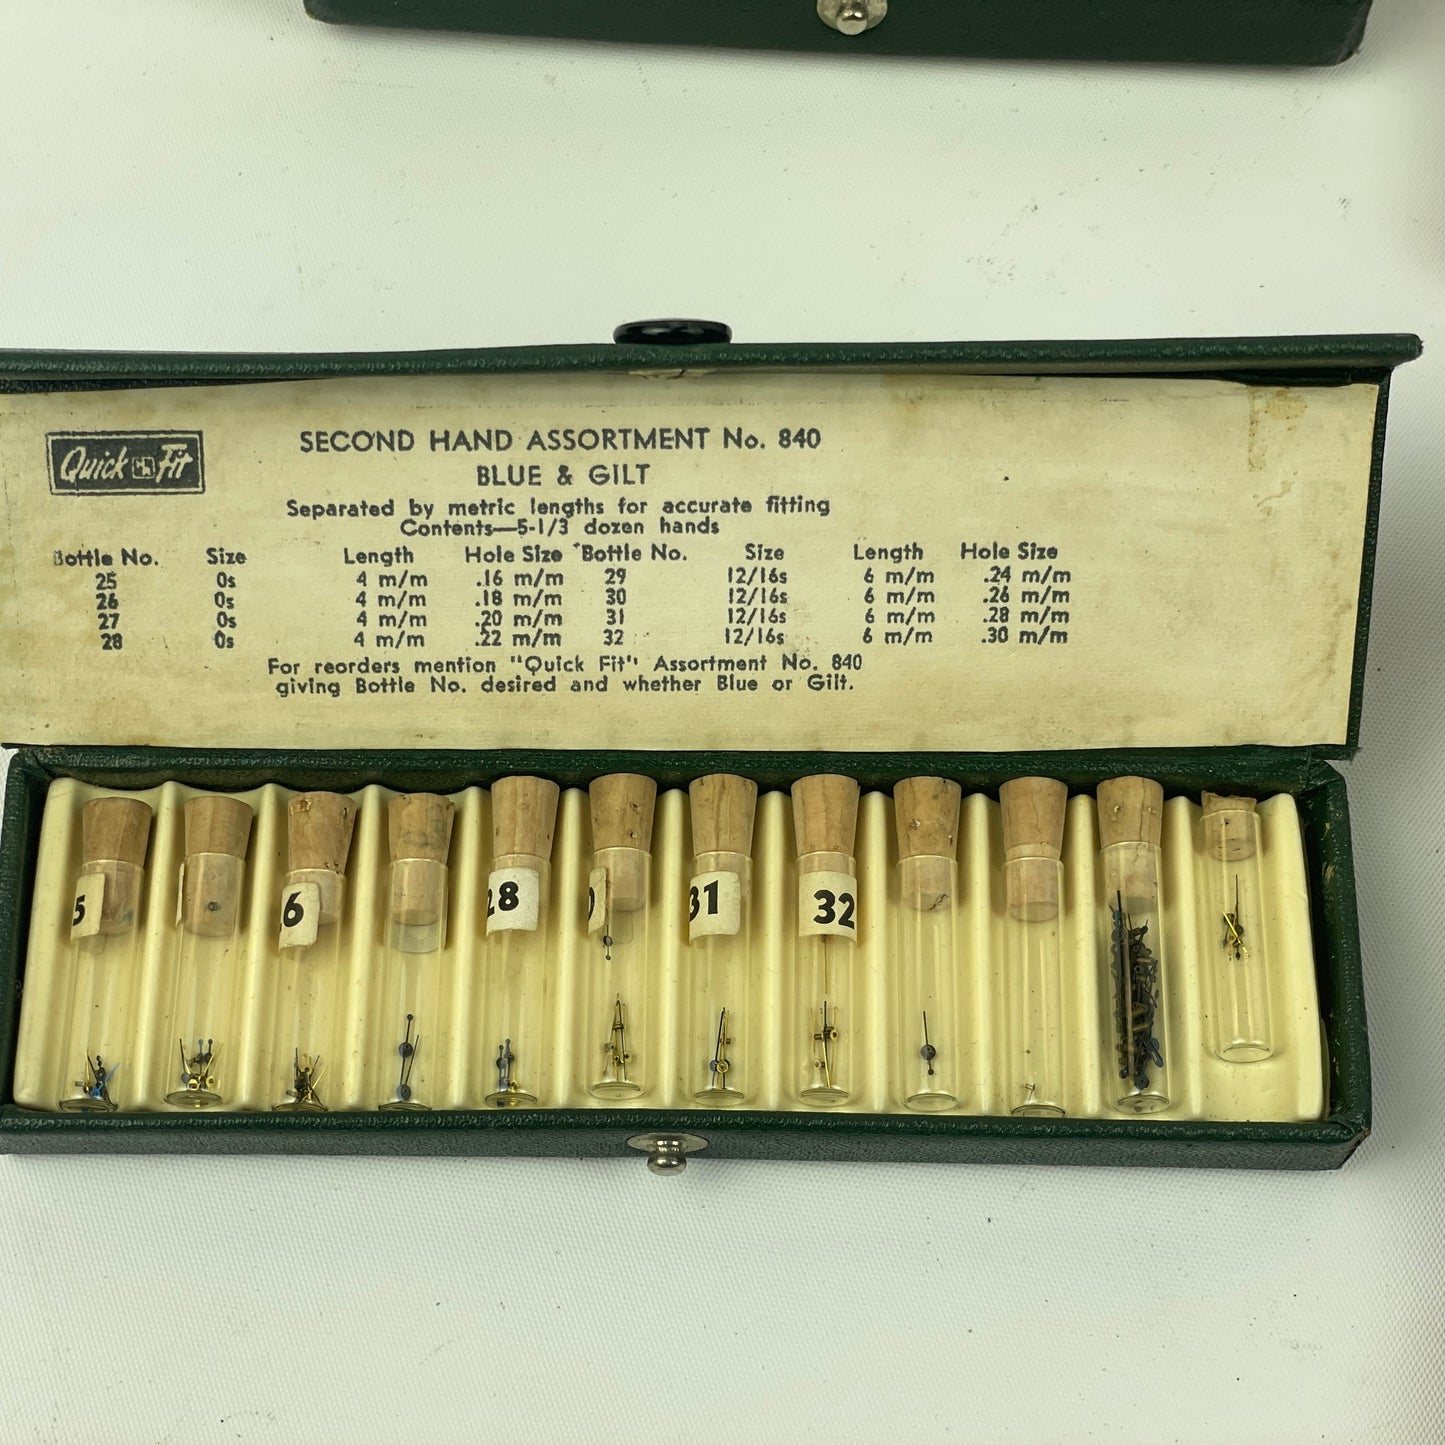 Quick Fit
SECOND HAND ASSORTMENT No. 840
BLUE & GILT
Separated by metric lengths for accurate fitting
Contents—5-1/3 dozen hands
Bottle No. Size Length Hole Size Bottle No. Size Length Hole Size
25 0s 4 m/m .16 m/m 29 12/16s 6 m/m .24 m/m
26 0s 4 m/m .18 m/m 30 12/16s 6 m/m .26 m/m
27 0s 4 m/m .20 m/m 31 12/16s 6 m/m .28 m/m
28 0s 4 m/m .22 m/m 32 12/16s 6 m/m .30 m/m
For reorders mention "Quick Fit" Assortment No. 840
giving Bottle No. desired and whether Blue or Gilt.
5 6 28 0 31 32